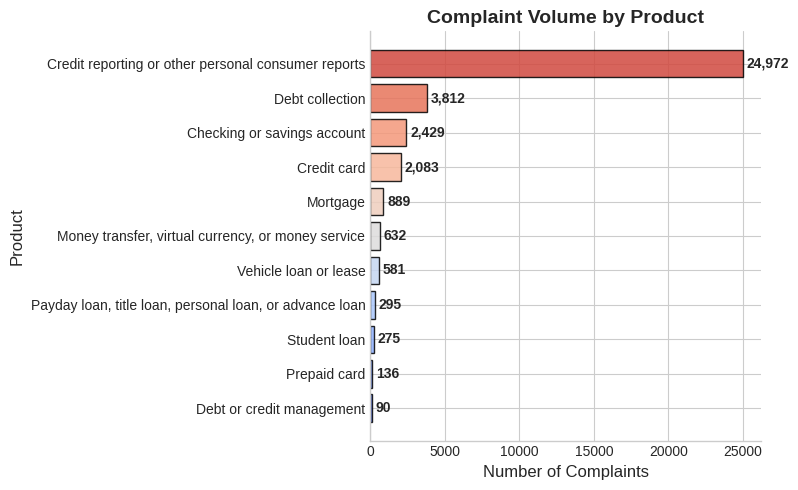 Complaint Volume by Product
Credit reporting or other personal consumer reports 24,972
Debt collection 3,812
Checking or savings account 2,429
Credit card 2,083
Mortgage 889
Money transfer, virtual currency, or money service 632
Vehicle loan or lease 581
Payday loan, title loan, personal loan, or advance loan 295
Student loan 275
Prepaid card 136
Debt or credit management 90
Product
0 5000 10000 15000 20000 25000
Number of Complaints